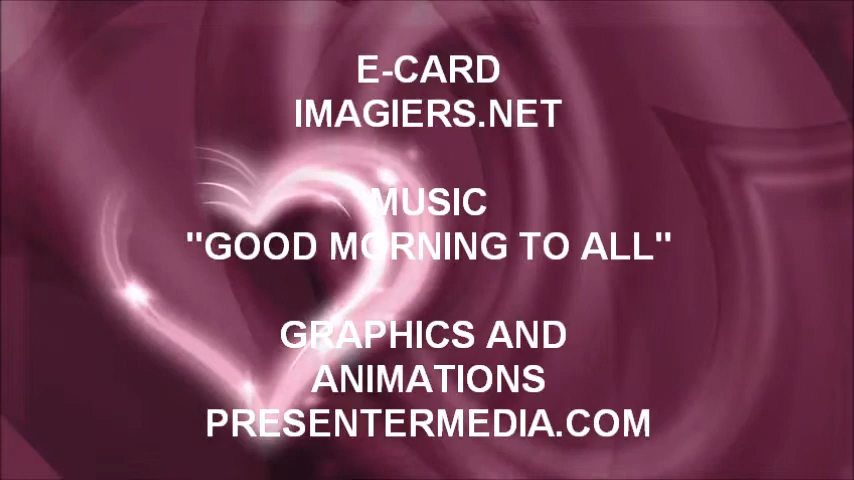 E-CARD
IMAGIERS.NET
MUSIC
"GOOD MORNING TO ALL"
GRAPHICS AND
ANIMATIONS
PRESENTERMEDIA.COM